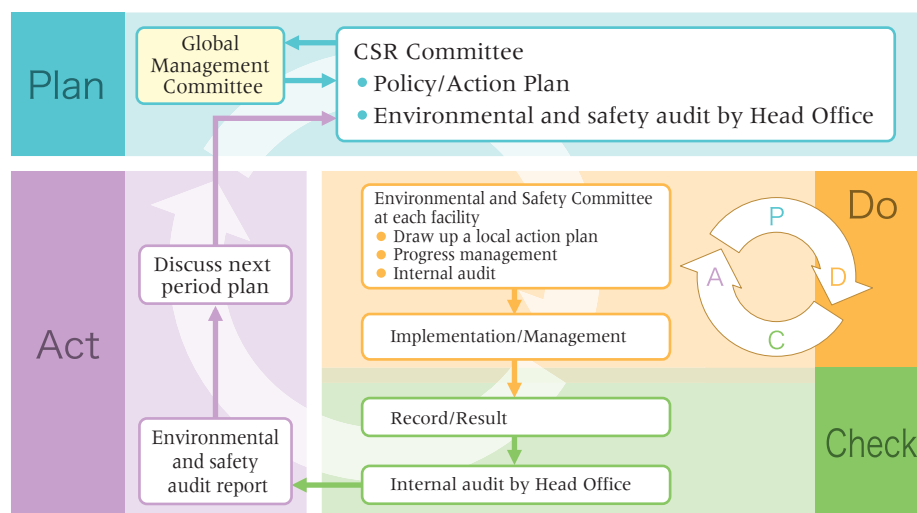 Plan
Global
Management
Committee
CSR Committee
• Policy/Action Plan
• Environmental and safety audit by Head Office
Environmental and Safety Committee
at each facility
• Draw up a local action plan
• Progress management
• Internal audit
Implementation/Management
Do
P
D
C
A
Record/Result
Internal audit by Head Office
Check
Act
Discuss next
period plan
Environmental
and safety
audit report